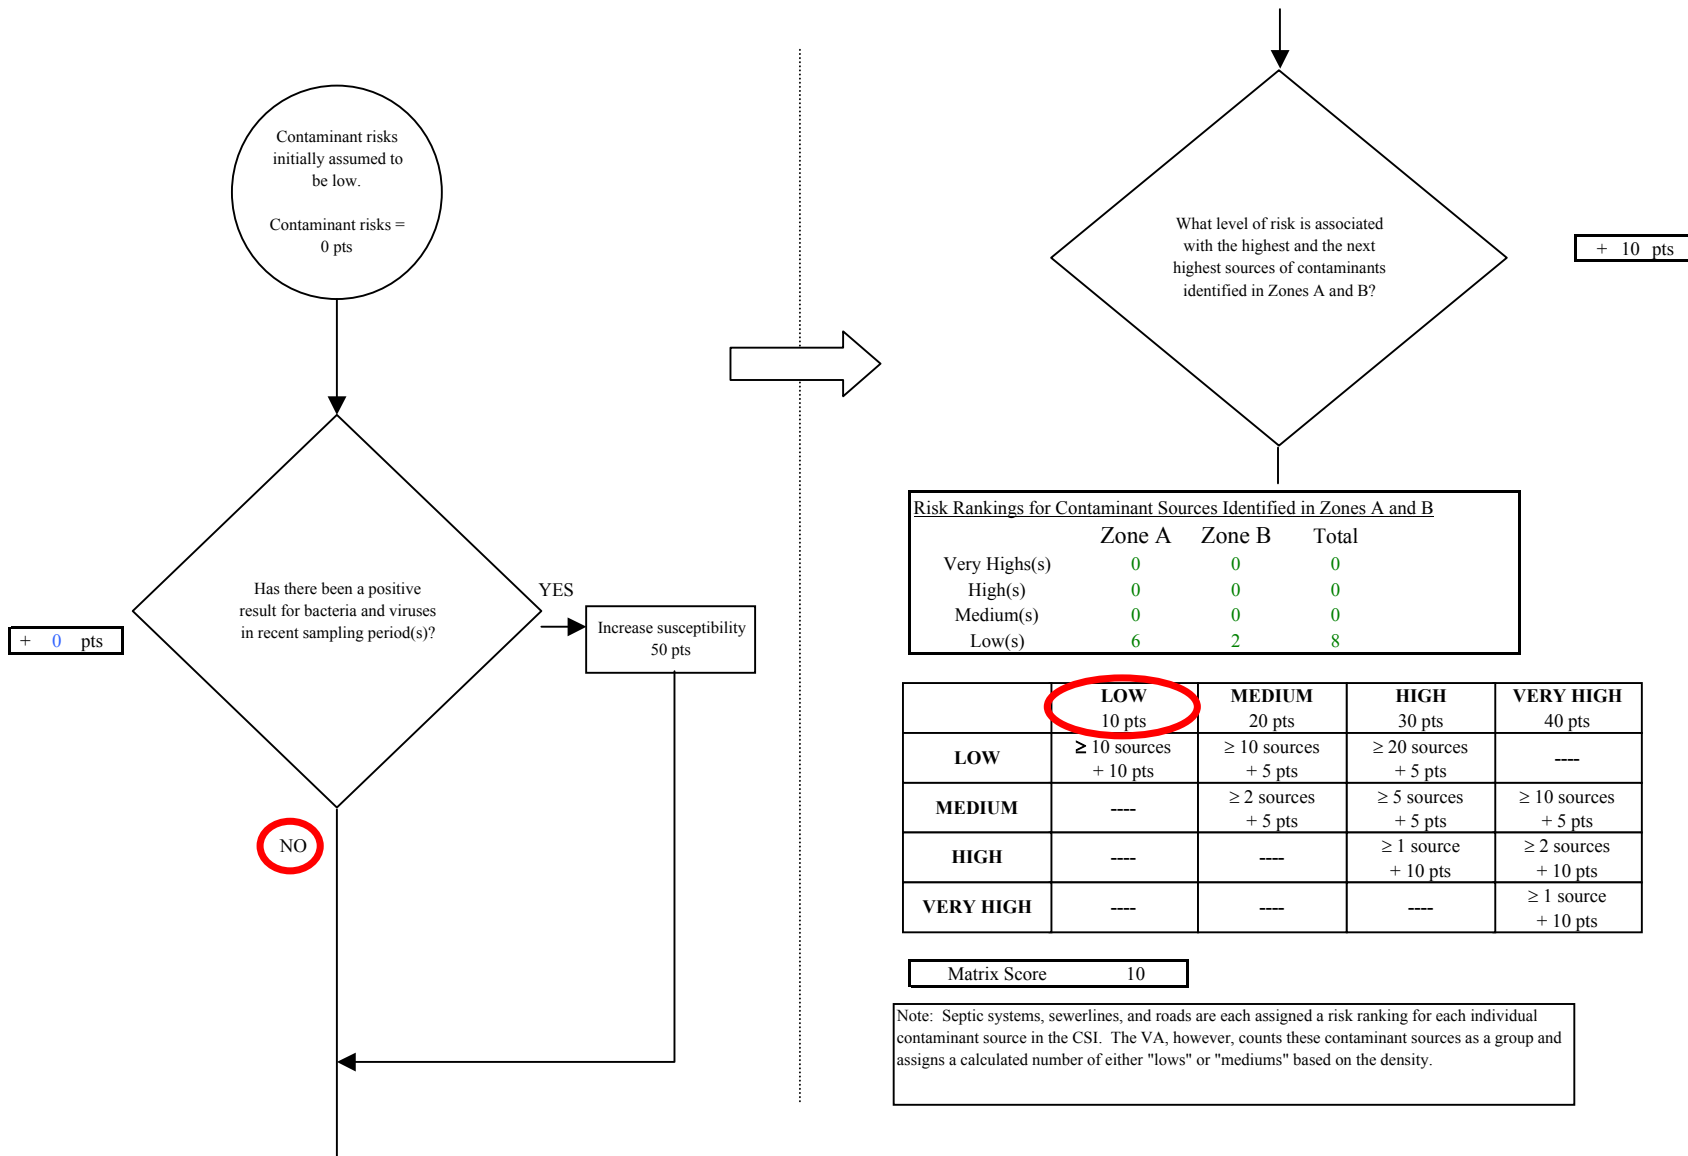 Contaminant risks
initially assumed to
be low.
Contaminant risks =
0 pts
Has there been a positive
result for bacteria and viruses
in recent sampling period(s)?
YES
+ 0 pts
Increase susceptibility
50 pts
NO
What level of risk is associated
with the highest and the next
highest sources of contaminants
identified in Zones A and B?
+ 10 pts
Risk Rankings for Contaminant Sources Identified in Zones A and B
Zone A Zone B Total
Very Highs(s) 0 0 0
High(s) 0 0 0
Medium(s) 0 0 0
Low(s) 6 2 8
LOW MEDIUM HIGH VERY HIGH
10 pts 20 pts 30 pts 40 pts
LOW ≥ 10 sources ≥ 10 sources ≥ 20 sources ----
+ 10 pts + 5 pts + 5 pts
MEDIUM ---- ≥ 2 sources ≥ 5 sources ≥ 10 sources
+ 5 pts + 5 pts + 5 pts
HIGH ---- ---- ≥ 1 source ≥ 2 sources
+ 10 pts + 10 pts
VERY HIGH ---- ---- ---- ≥ 1 source
+ 10 pts
Matrix Score 10
Note: Septic systems, sewerlines, and roads are each assigned a risk ranking for each individual
contaminant source in the CSI. The VA, however, counts these contaminant sources as a group and
assigns a calculated number of either "lows" or "mediums" based on the density.